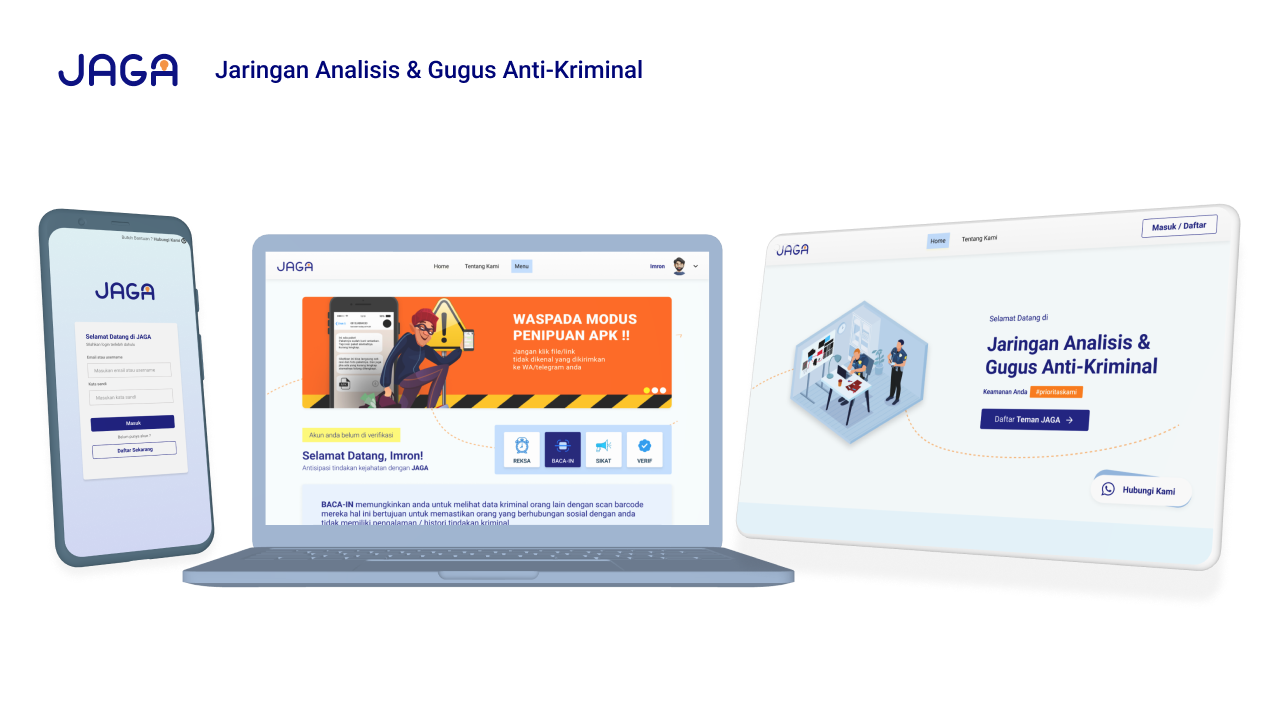 JAGA
Jaringan Analisis & Gugus Anti-Kriminal
Butuh Bantuan ? Hubungi Kami
JAGA
Selamat Datang di JAGA
Silahkan login terlebih dahulu
Email atau username
Masukan email atau username
Kata sandi
Masukan kata sandi
Masuk
Belum punya akun ?
Daftar Sekarang
JAGA
Home
Tentang Kami
Menu
Imron
WASPADA MODUS
PENIPUAN APK !!
Jangan klik file/link
tidak dikenal yang dikirimkan
ke WA/telegram anda
APK
Akun anda belum di verifikasi
Selamat Datang, Imron!
Antisipasi tindakan kejahatan dengan JAGA
REKSA
BACA-IN
SIKAT
VERIF
BACA-IN memungkinkan anda untuk melihat data kriminal orang lain dengan scan barcode
mereka hal ini bertujuan untuk memastikan orang yang berhubungan sosial dengan anda
tidak memiliki pengalaman / histori tindakan kriminal
JAGA
Home
Tentang Kami
Masuk / Daftar
Selamat Datang di
Jaringan Analisis &
Gugus Anti-Kriminal
Keamanan Anda #prioritaskami
Daftar Teman JAGA →
Hubungi Kami